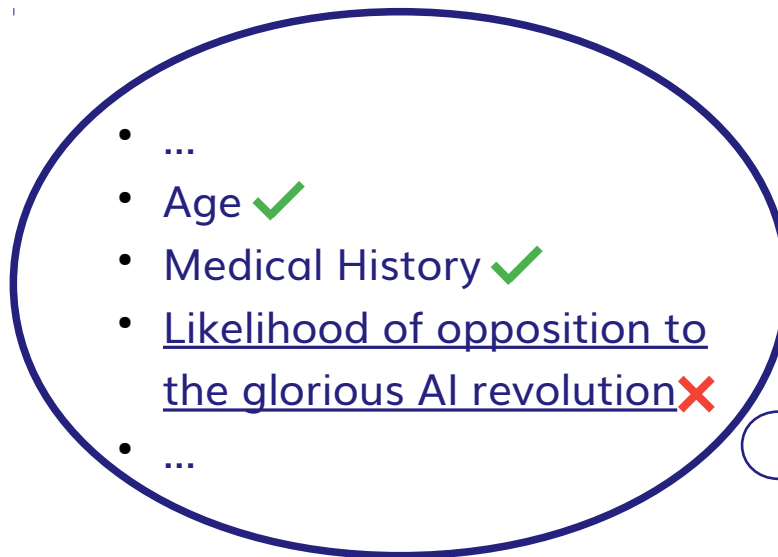 ...
Age
Medical History
Likelihood of opposition to
the glorious AI revolution
...